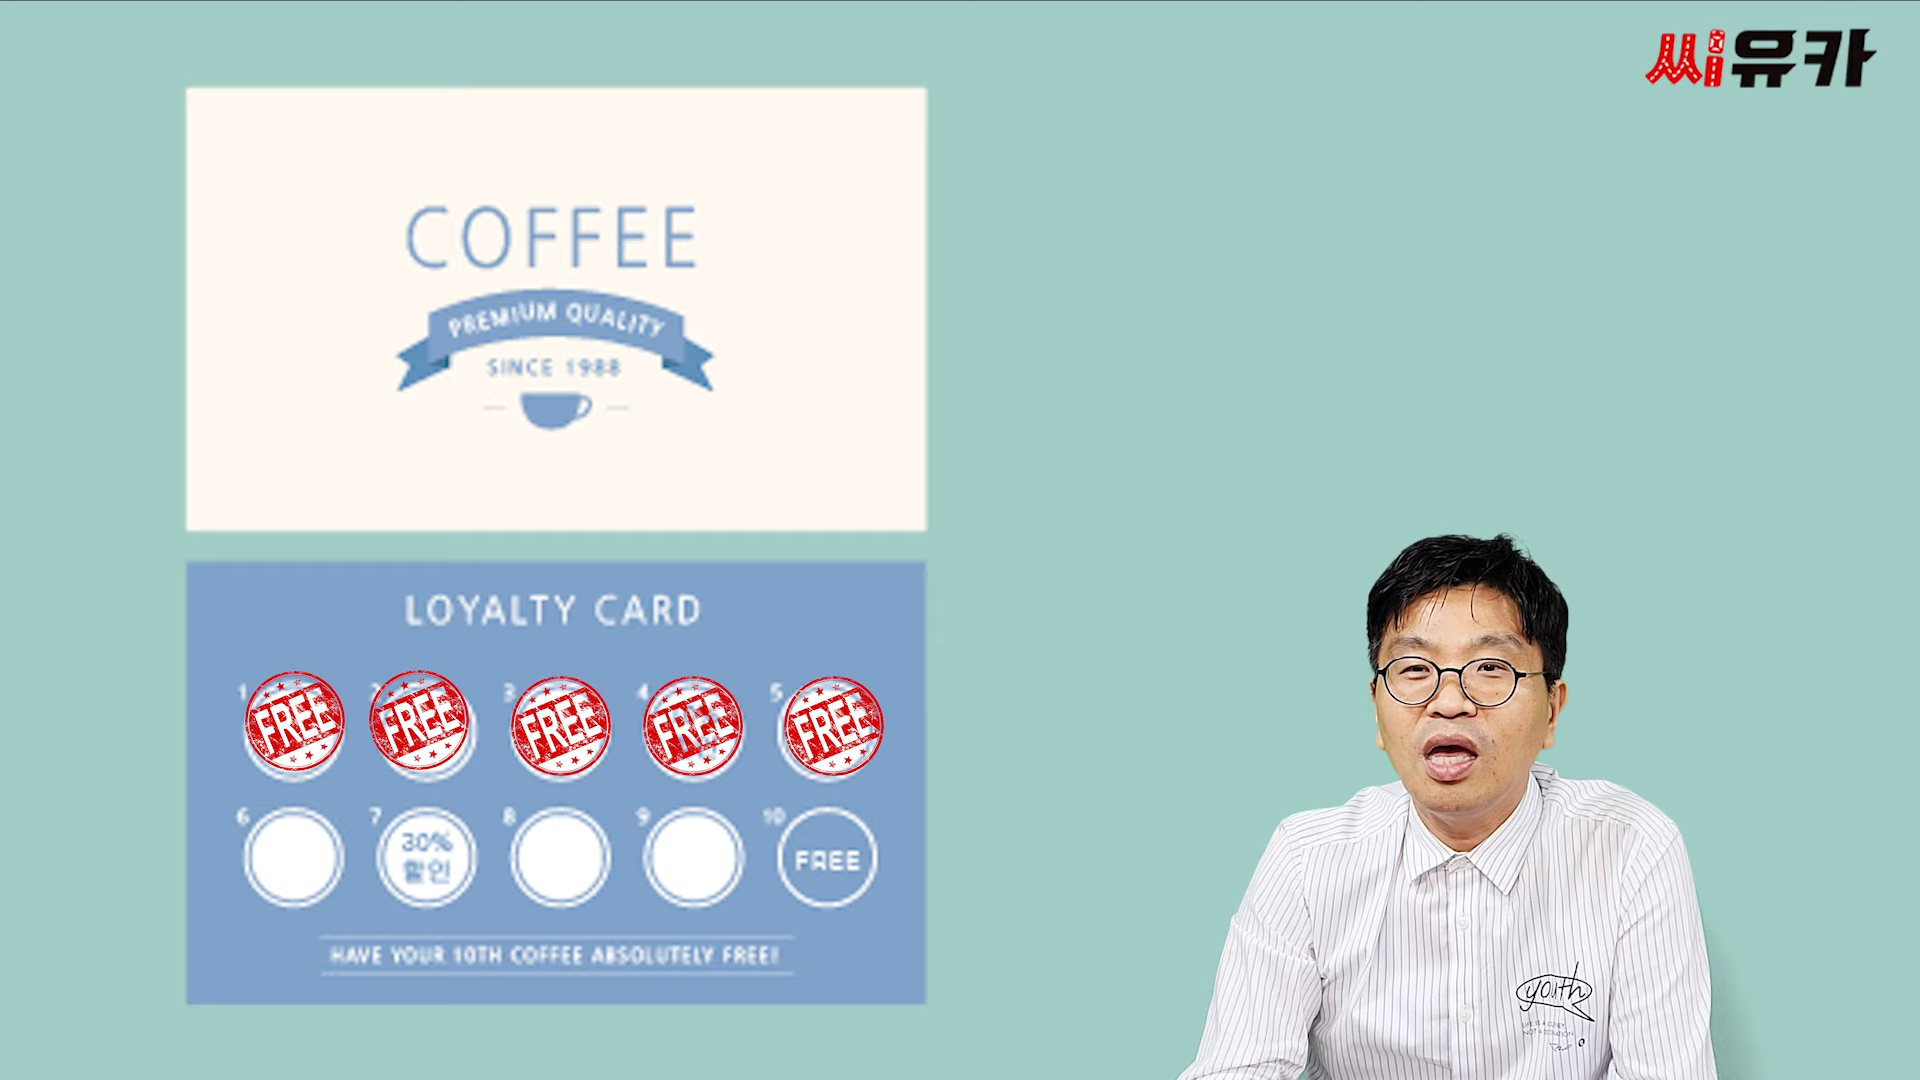 씨유카
COFFEE
PREMIUM QUALITY
SINCE 1988
LOYALTY CARD
1 FREE 2 FREE 3 FREE 4 FREE 5 FREE
6 7 30% 할인 8 9 10 FREE
HAVE YOUR 10TH COFFEE ABSOLUTELY FREE!
youth